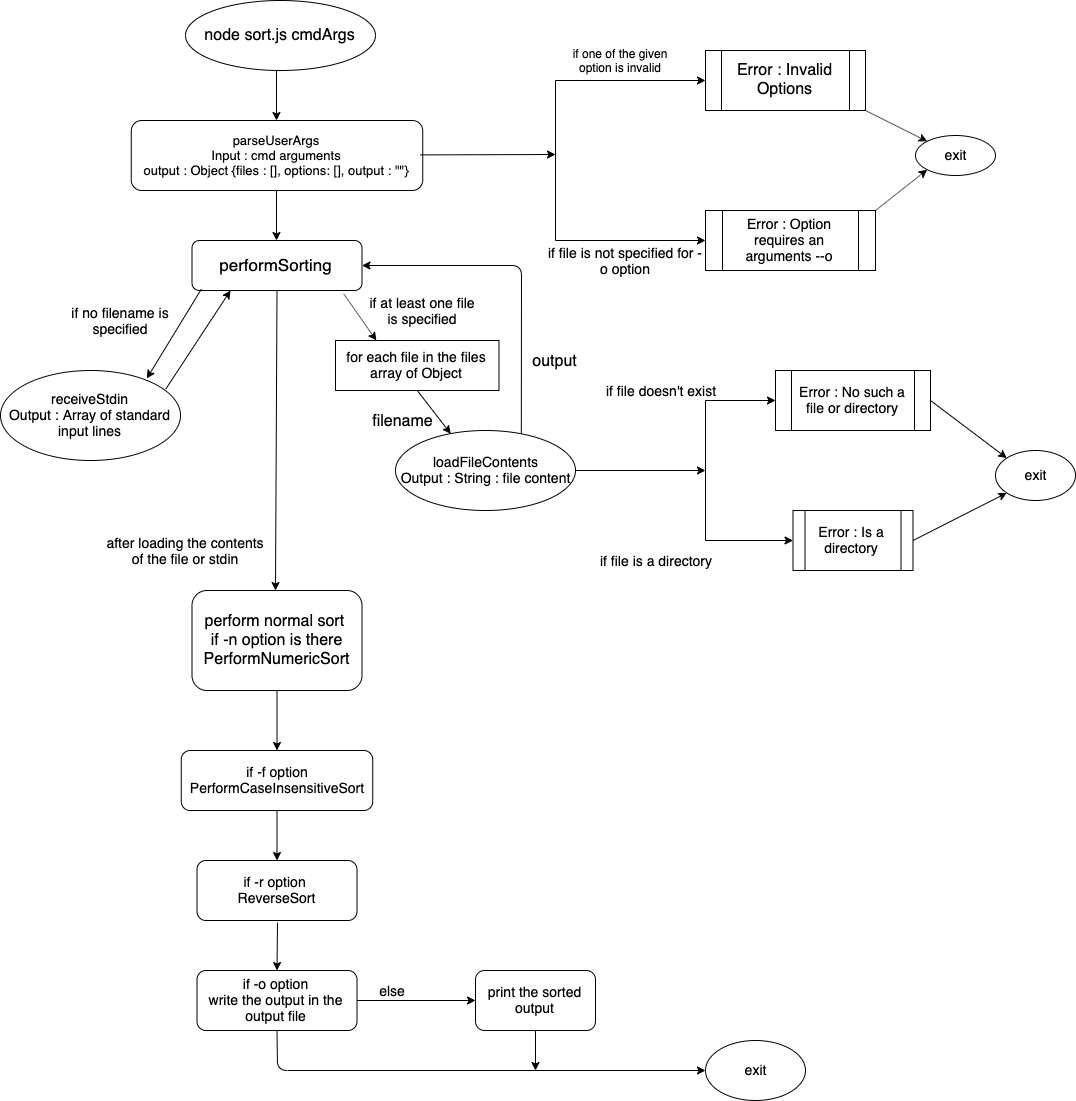 node sort.js cmdArgs
if one of the given
option is invalid
Error : Invalid
Options
parseUserArgs
Input : cmd arguments
output : Object {files : [], options: [], output : ""}
exit
if file is not specified for -
o option
Error : Option
requires an
arguments --o
performSorting
if no filename is
specified
if at least one file
is specified
for each file in the files
array of Object
output
filename
receiveStdin
Output : Array of standard
input lines
loadFileContents
Output : String : file content
if file doesn't exist
Error : No such a
file or directory
exit
if file is a directory
Error : Is a
directory
after loading the contents
of the file or stdin
perform normal sort
if -n option is there
PerformNumericSort
if -f option
PerformCaseInsensitiveSort
if -r option
ReverseSort
if -o option
write the output in the
output file
else
print the sorted
output
exit